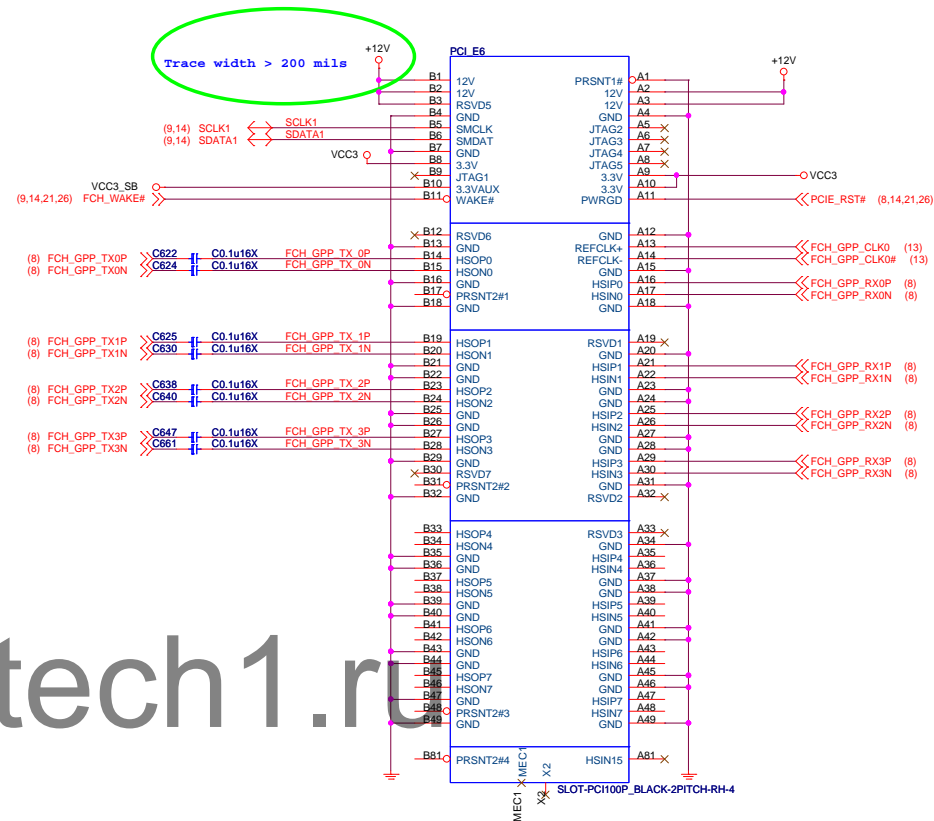 +12V
Trace width > 200 mils
PCI_E6
+12V
B1 12V PRSNT1# A1
B2 12V 12V A2
B3 RSVD5 12V A3
B4 GND GND A4
(9,14) SCLK1 SCLK1 B5 SMCLK JTAG2 A5
(9,14) SDATA1 SDATA1 B6 SMDAT JTAG3 A6
B7 GND JTAG4 A7
VCC3 B8 3.3V JTAG5 A8
B9 JTAG1 3.3V A9 VCC3
VCC3_SB B10 3.3VAUX 3.3V A10
(9,14,21,26) FCH_WAKE# B11 WAKE# PWRGD A11 PCIE_RST# (8,14,21,26)
B12 RSVD6 GND A12
B13 GND REFCLK+ A13 FCH_GPP_CLK0 (13)
(8) FCH_GPP_TX0P C622 C0.1u16X FCH_GPP_TX_0P B14 HSOP0 REFCLK- A14 FCH_GPP_CLK0# (13)
(8) FCH_GPP_TX0N C624 C0.1u16X FCH_GPP_TX_0N B15 HSON0 GND A15
B16 GND HSIP0 A16 FCH_GPP_RX0P (8)
B17 PRSNT2#1 HSIN0 A17 FCH_GPP_RX0N (8)
B18 GND GND A18
(8) FCH_GPP_TX1P C625 C0.1u16X FCH_GPP_TX_1P B19 HSOP1 RSVD1 A19
(8) FCH_GPP_TX1N C630 C0.1u16X FCH_GPP_TX_1N B20 HSON1 GND A20
B21 GND HSIP1 A21 FCH_GPP_RX1P (8)
B22 GND HSIN1 A22 FCH_GPP_RX1N (8)
(8) FCH_GPP_TX2P C638 C0.1u16X FCH_GPP_TX_2P B23 HSOP2 GND A23
(8) FCH_GPP_TX2N C640 C0.1u16X FCH_GPP_TX_2N B24 HSON2 GND A24
B25 GND HSIP2 A25 FCH_GPP_RX2P (8)
B26 GND HSIN2 A26 FCH_GPP_RX2N (8)
(8) FCH_GPP_TX3P C647 C0.1u16X FCH_GPP_TX_3P B27 HSOP3 GND A27
(8) FCH_GPP_TX3N C661 C0.1u16X FCH_GPP_TX_3N B28 HSON3 GND A28
B29 GND HSIP3 A29 FCH_GPP_RX3P (8)
B30 RSVD7 HSIN3 A30 FCH_GPP_RX3N (8)
B31 PRSNT2#2 GND A31
B32 GND RSVD2 A32
B33 HSOP4 RSVD3 A33
B34 HSON4 GND A34
B35 GND HSIP4 A35
B36 GND HSIN4 A36
B37 HSOP5 GND A37
B38 HSON5 GND A38
B39 GND HSIP5 A39
B40 GND HSIN5 A40
B41 HSOP6 GND A41
B42 HSON6 GND A42
B43 GND HSIP6 A43
B44 GND HSIN6 A44
B45 HSOP7 GND A45
B46 HSON7 GND A46
B47 GND HSIP7 A47
B48 PRSNT2#3 HSIN7 A48
B49 GND GND A49
tech1.ru
B81 PRSNT2#4 HSIN15 A81
MEC1 X2
MEC1 X2
SLOT-PCI100P_BLACK-2PITCH-RH-4